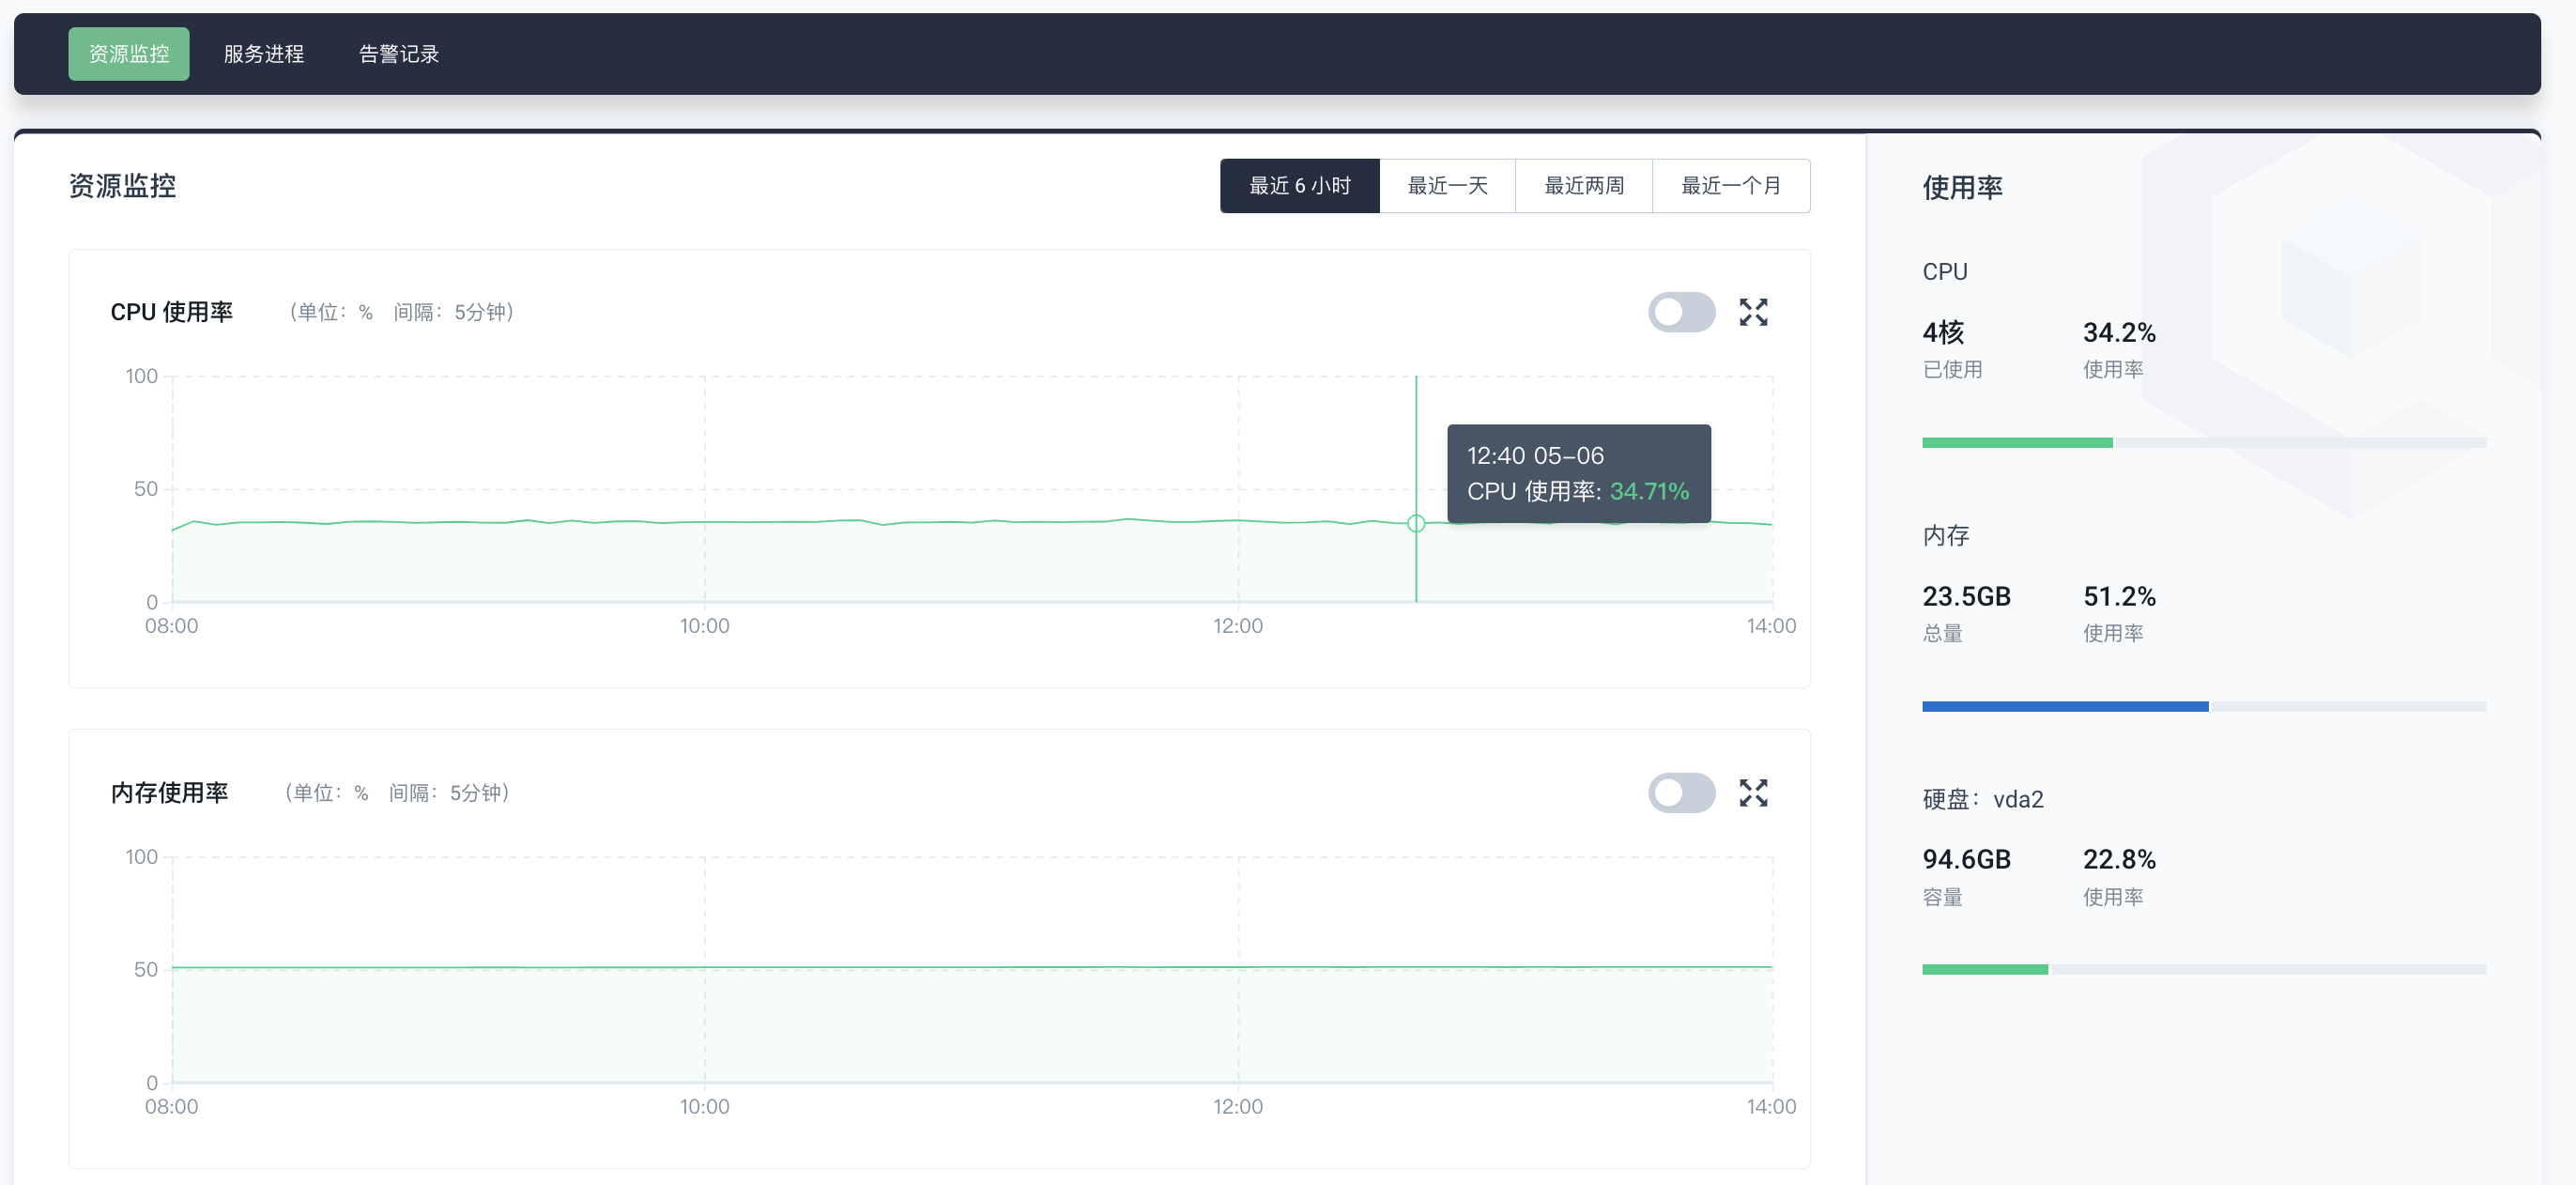 资源监控 服务进程 告警记录
资源监控
最近 6 小时 最近一天 最近两周 最近一个月
CPU 使用率 （单位：% 间隔：5分钟）
100
50
0
08:00 10:00 12:00 14:00
12:40 05-06
CPU 使用率: 34.71%
内存使用率 （单位：% 间隔：5分钟）
100
50
0
08:00 10:00 12:00 14:00
使用率
CPU
4核 34.2%
已使用 使用率
内存
23.5GB 51.2%
总量 使用率
硬盘：vda2
94.6GB 22.8%
容量 使用率